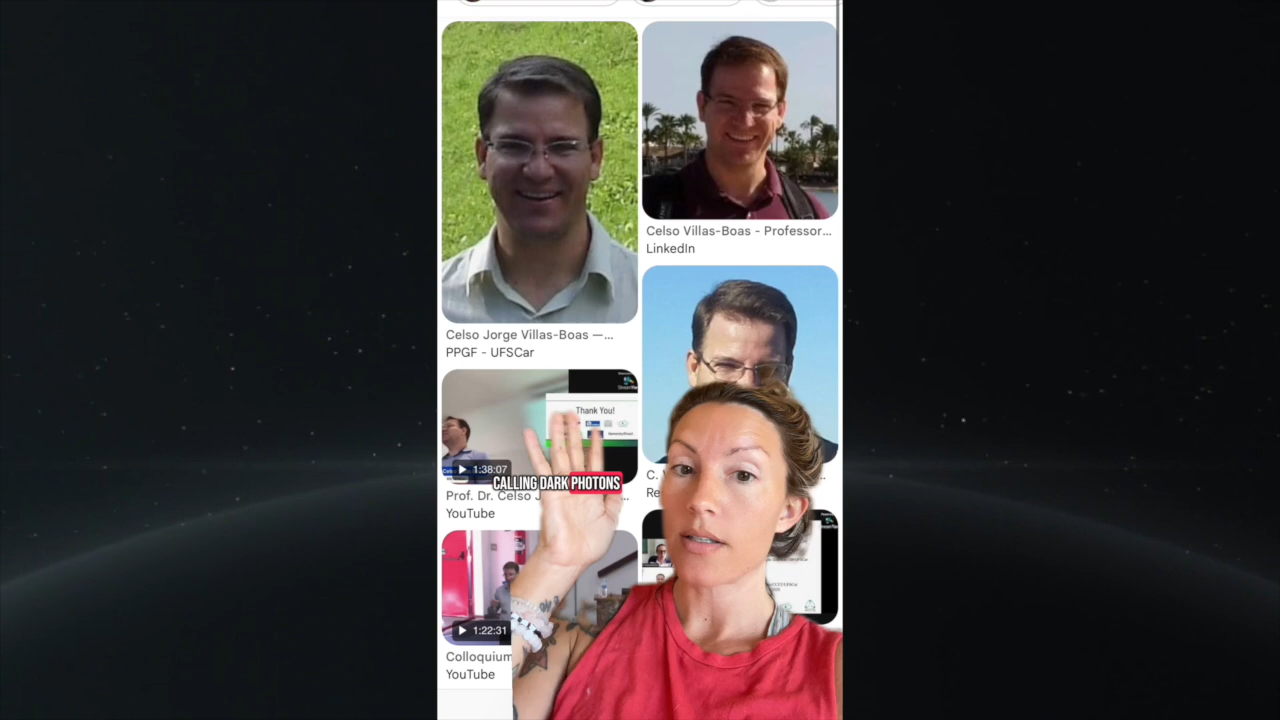 Celso Jorge Villas-Boas —...
PPGF - UFSCar
Celso Villas-Boas - Professor...
LinkedIn
Thank You!
1:38:07
CALLING DARK PHOTONS
Prof. Dr. Celso J
YouTube
C.
Re
1:22:31
Colloquium
YouTube